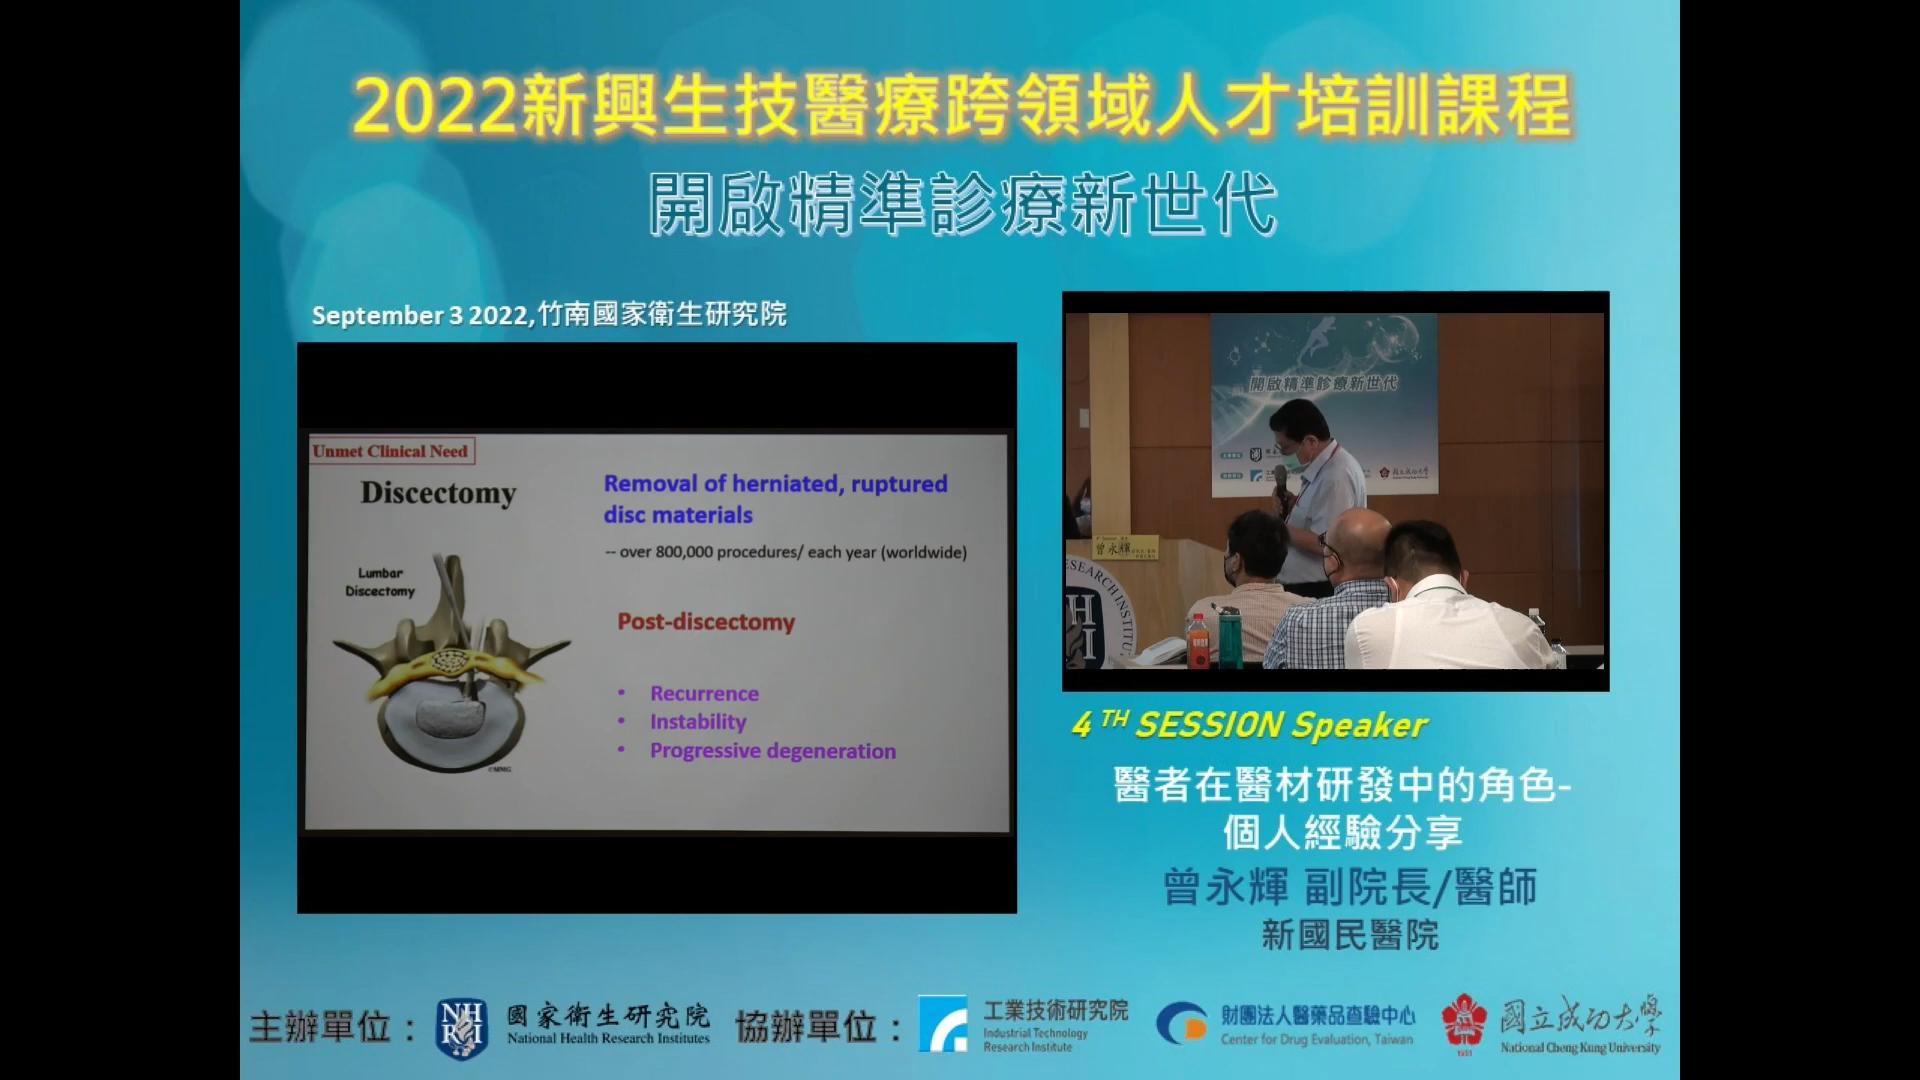 2022新興生技醫療跨領域人才培訓課程
開啟精準診療新世代
September 3 2022,竹南國家衛生研究院
Unmet Clinical Need
Discectomy
Lumbar
Discectomy
©MMG
Removal of herniated, ruptured
disc materials
-- over 800,000 procedures/ each year (worldwide)
Post-discectomy
• Recurrence
• Instability
• Progressive degeneration
開啟精準診療新世代
曾永輝
4TH SESSION Speaker
醫者在醫材研發中的角色-
個人經驗分享
曾永輝 副院長/醫師
新國民醫院
主辦單位：
NHRI
國家衛生研究院
National Health Research Institutes
協辦單位：
工業技術研究院
Industrial Technology
Research Institute
財團法人醫藥品查驗中心
Center for Drug Evaluation, Taiwan
1931
國立成功大學
National Cheng Kung University